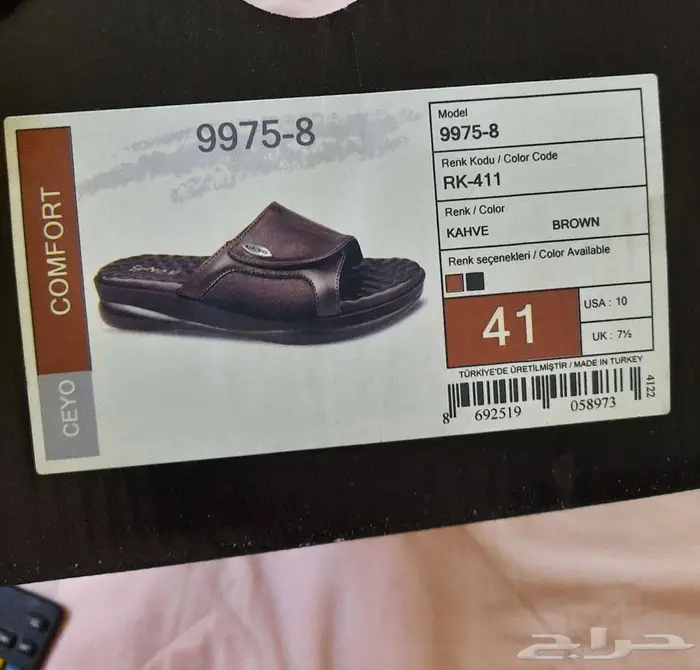 COMFORT
CEYO
9975-8
CEYO
Model
9975-8
Renk Kodu / Color Code
RK-411
Renk / Color
KAHVE BROWN
Renk seçenekleri / Color Available
41
USA : 10
UK : 7½
TÜRKİYE'DE ÜRETİLMİŞTİR / MADE IN TURKEY
8 692519 058973
4122
حراج